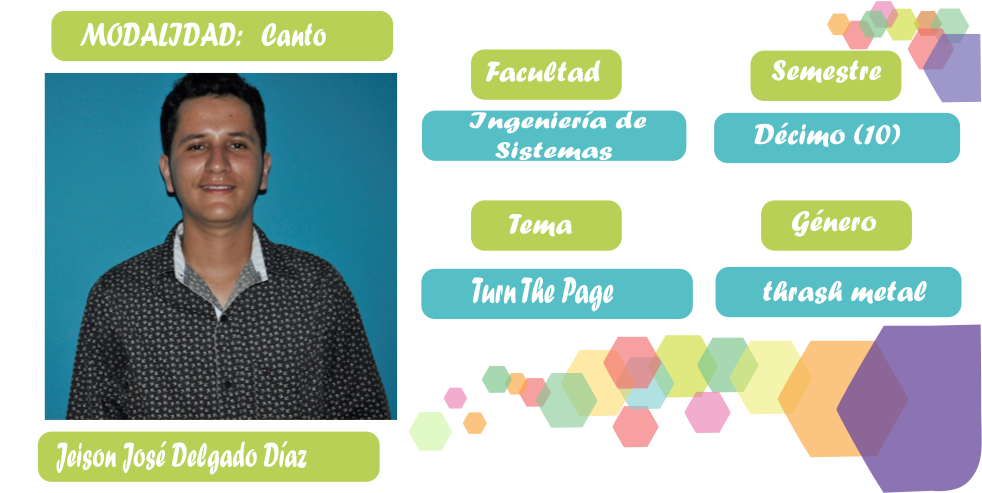 MODALIDAD: Canto
Facultad
Semestre
Ingeniería de
Sistemas
Décimo (10)
Tema
Género
Turn The Page
thrash metal
Jeison José Delgado Díaz